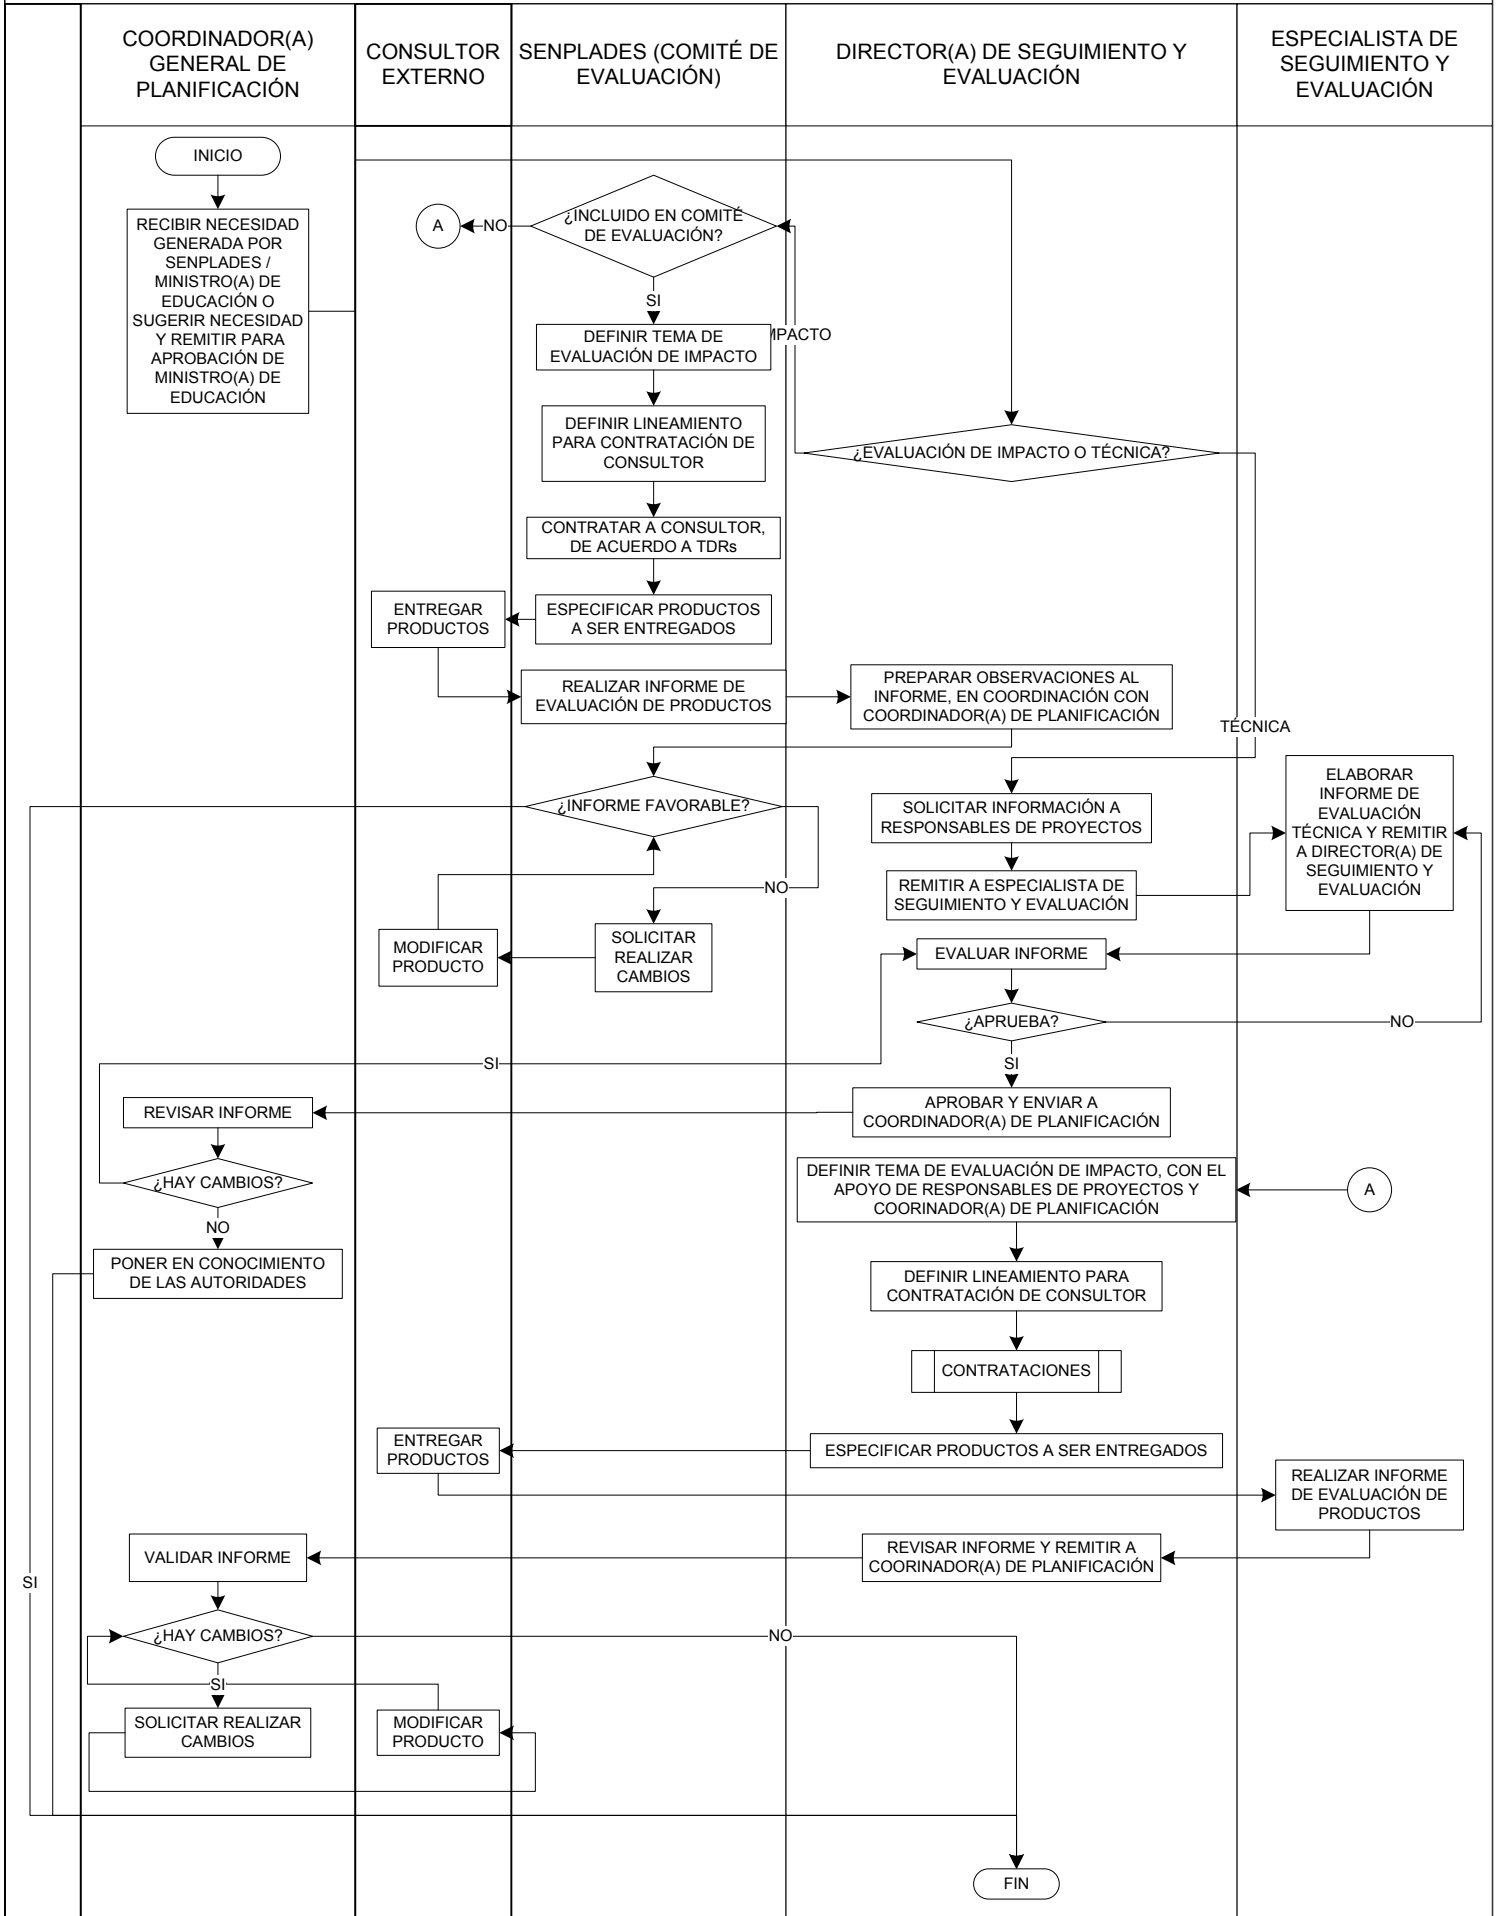 COORDINADOR(A)
GENERAL DE
PLANIFICACIÓN
CONSULTOR
EXTERNO
SENPLADES (COMITÉ DE
EVALUACIÓN)
DIRECTOR(A) DE SEGUIMIENTO Y
EVALUACIÓN
ESPECIALISTA DE
SEGUIMIENTO Y
EVALUACIÓN
INICIO
RECIBIR NECESIDAD
GENERADA POR
SENPLADES /
MINISTRO(A) DE
EDUCACIÓN O
SUGERIR NECESIDAD
Y REMITIR PARA
APROBACIÓN DE
MINISTRO(A) DE
EDUCACIÓN
A
NO
¿INCLUIDO EN COMITÉ
DE EVALUACIÓN?
SI
DEFINIR TEMA DE
EVALUACIÓN DE IMPACTO
MPACTO
DEFINIR LINEAMIENTO
PARA CONTRATACIÓN DE
CONSULTOR
¿EVALUACIÓN DE IMPACTO O TÉCNICA?
CONTRATAR A CONSULTOR,
DE ACUERDO A TDRs
ENTREGAR
PRODUCTOS
ESPECIFICAR PRODUCTOS
A SER ENTREGADOS
REALIZAR INFORME DE
EVALUACIÓN DE PRODUCTOS
PREPARAR OBSERVACIONES AL
INFORME, EN COORDINACIÓN CON
COORDINADOR(A) DE PLANIFICACIÓN
TÉCNICA
¿INFORME FAVORABLE?
SOLICITAR INFORMACIÓN A
RESPONSABLES DE PROYECTOS
ELABORAR
INFORME DE
EVALUACIÓN
TÉCNICA Y REMITIR
A DIRECTOR(A) DE
SEGUIMIENTO Y
EVALUACIÓN
NO
REMITIR A ESPECIALISTA DE
SEGUIMIENTO Y EVALUACIÓN
MODIFICAR
PRODUCTO
SOLICITAR
REALIZAR
CAMBIOS
EVALUAR INFORME
¿APRUEBA?
NO
SI
SI
REVISAR INFORME
APROBAR Y ENVIAR A
COORDINADOR(A) DE PLANIFICACIÓN
¿HAY CAMBIOS?
DEFINIR TEMA DE EVALUACIÓN DE IMPACTO, CON EL
APOYO DE RESPONSABLES DE PROYECTOS Y
COORINADOR(A) DE PLANIFICACIÓN
A
NO
PONER EN CONOCIMIENTO
DE LAS AUTORIDADES
DEFINIR LINEAMIENTO PARA
CONTRATACIÓN DE CONSULTOR
CONTRATACIONES
ENTREGAR
PRODUCTOS
ESPECIFICAR PRODUCTOS A SER ENTREGADOS
REALIZAR INFORME
DE EVALUACIÓN DE
PRODUCTOS
VALIDAR INFORME
REVISAR INFORME Y REMITIR A
COORINADOR(A) DE PLANIFICACIÓN
SI
¿HAY CAMBIOS?
NO
SI
SOLICITAR REALIZAR
CAMBIOS
MODIFICAR
PRODUCTO
FIN